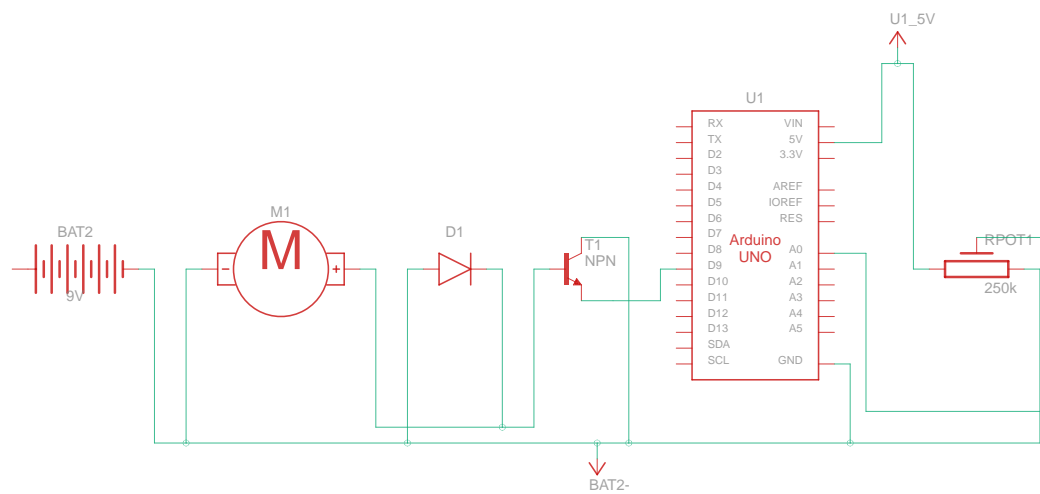 U1_5V
U1
RX
VIN
TX
5V
D2
3.3V
D3
D4
AREF
D5
IOREF
D6
RES
D7
D8
A0
D9
A1
D10
A2
D11
A3
D12
A4
D13
A5
SDA
SCL
GND
Arduino
UNO
BAT2
9V
M1
M
-
+
D1
T1
NPN
RPOT1
250k
BAT2-